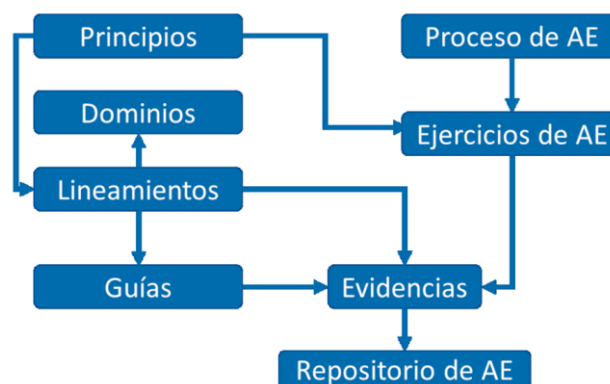 Principios
Proceso de AE
Dominios
Ejercicios de AE
Lineamientos
Guías
Evidencias
Repositorio de AE